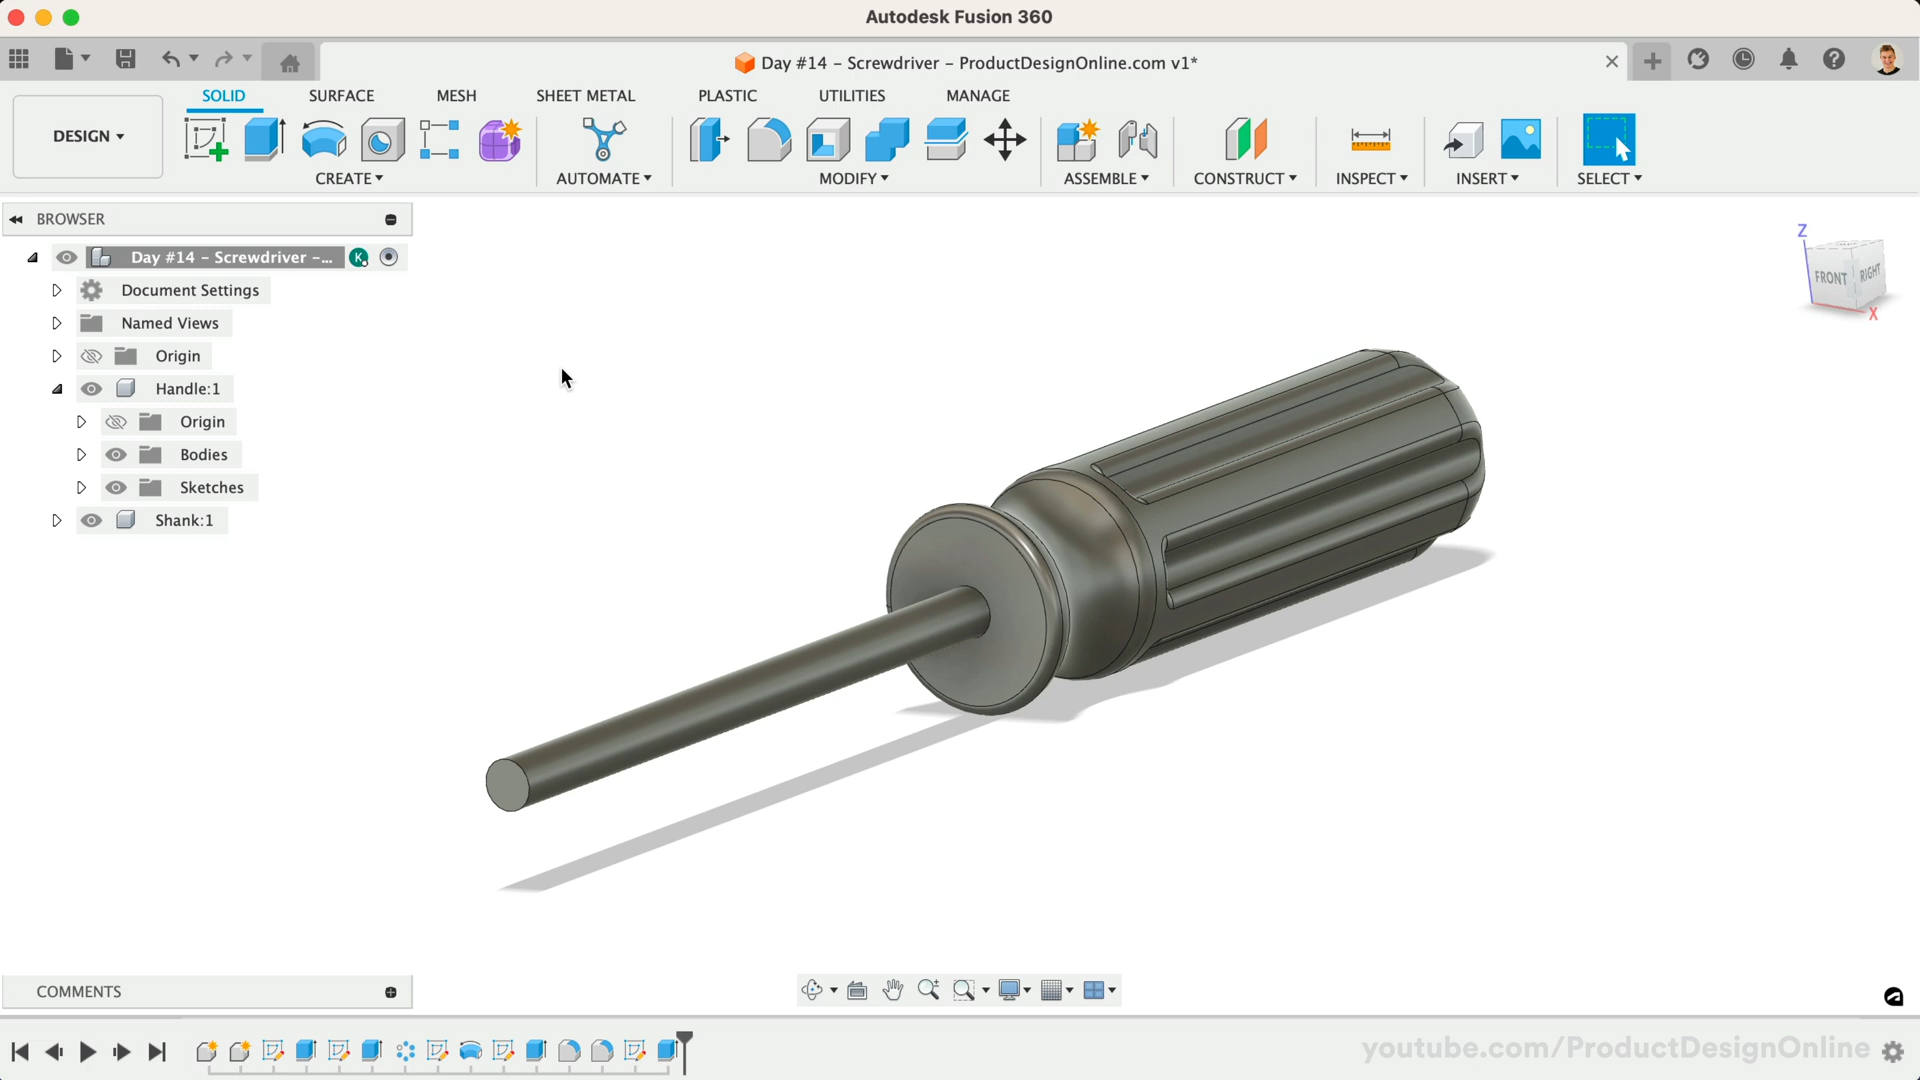 Autodesk Fusion 360
Day #14 – Screwdriver – ProductDesignOnline.com v1*
SOLID SURFACE MESH SHEET METAL PLASTIC UTILITIES MANAGE
DESIGN
CREATE AUTOMATE MODIFY ASSEMBLE CONSTRUCT INSPECT INSERT SELECT
BROWSER
Day #14 – Screwdriver –... K
Document Settings
Named Views
Origin
Handle:1
Origin
Bodies
Sketches
Shank:1
Z
FRONT RIGHT
X
COMMENTS
youtube.com/ProductDesignOnline